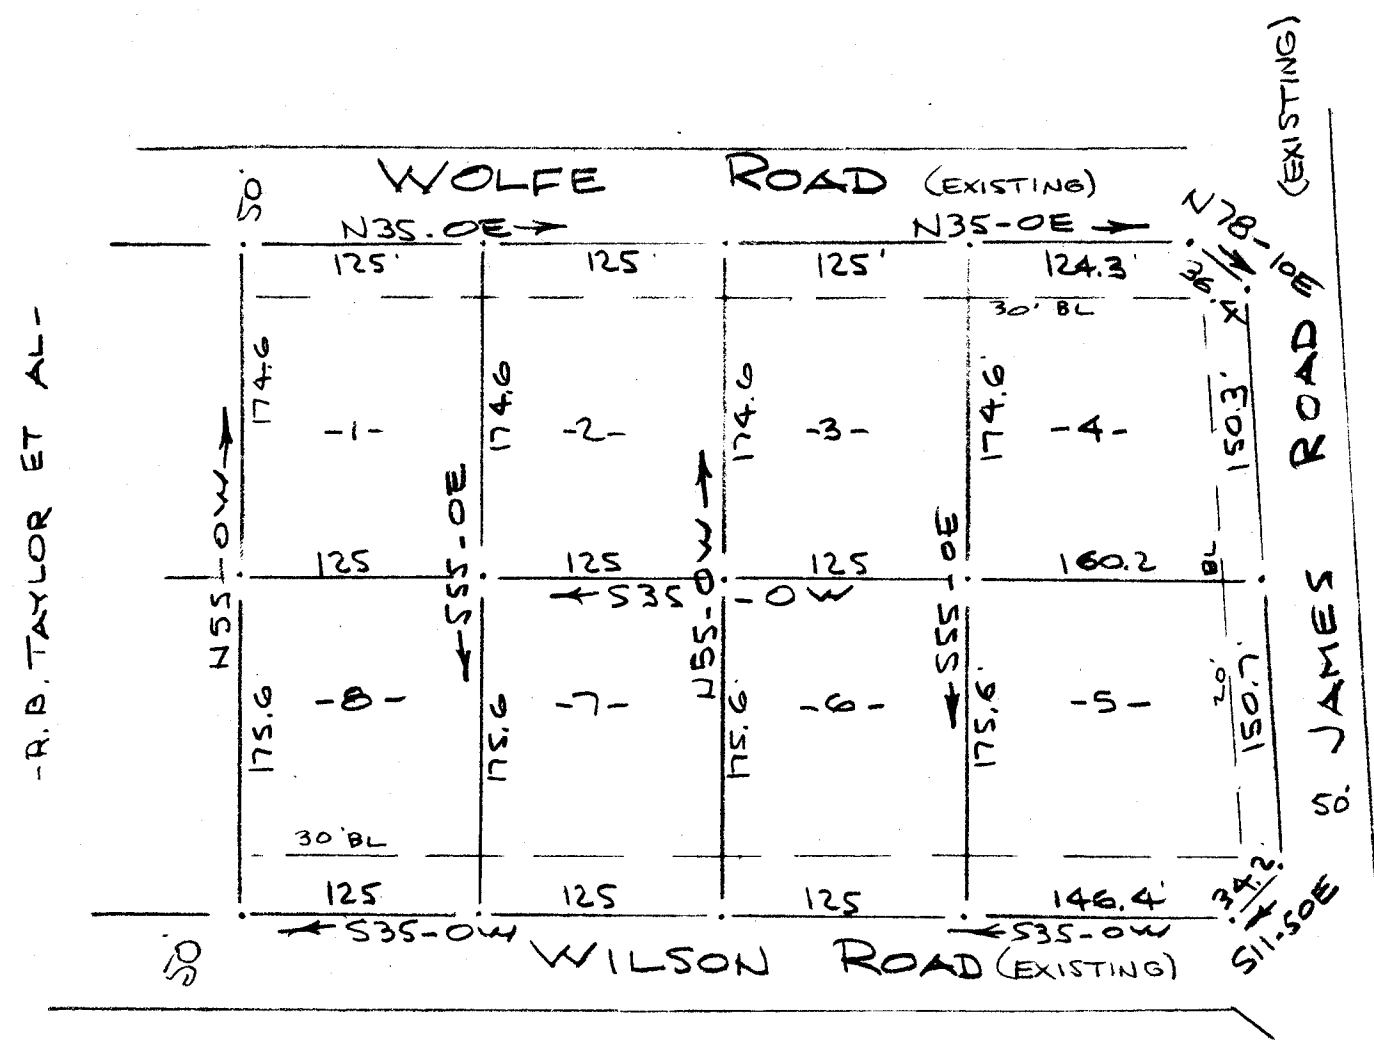 (EXISTING)
WOLFE ROAD (EXISTING)
50'
N35-0E
N35-0E
N78-10E
125'
125'
125'
124.3'
36.4
30' BL
174.6
174.6
174.6
174.6'
150.3'
ROAD
-R.B. TAYLOR ET AL-
-1-
-2-
-3-
-4-
N55-0W
S55-0E
N55-0W
S55-0E
125
125
125
160.2
BL
S35-0W
JAMES
-8-
-7-
-6-
-5-
20'
175.6
175.6
175.6'
175.6'
150.7'
50'
30' BL
125
125
125
146.4'
34.2
S35-0W
S35-0W
S11-50E
50'
WILSON ROAD (EXISTING)